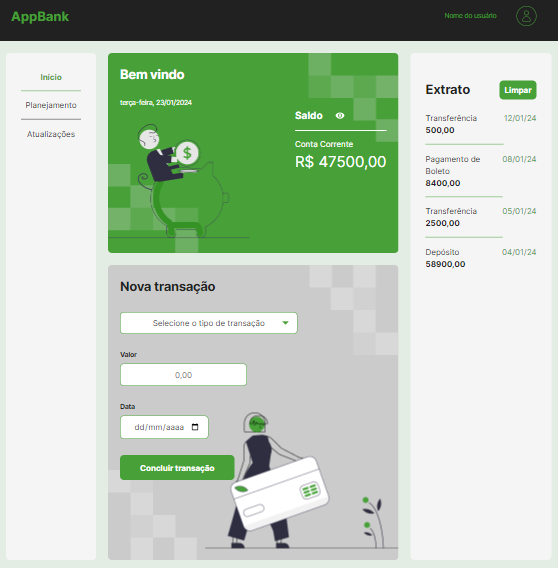 AppBank
Nome do usuário
Início
Planejamento
Atualizações
Bem vindo
terça-feira, 23/01/2024
Saldo
Conta Corrente
R$ 47500,00
$
Nova transação
Selecione o tipo de transação
Valor
0,00
Data
dd/mm/aaaa
Concluir transação
Extrato
Limpar
Transferência 12/01/24
500,00
Pagamento de 08/01/24
Boleto
8400,00
Transferência 05/01/24
2500,00
Depósito 04/01/24
58900,00